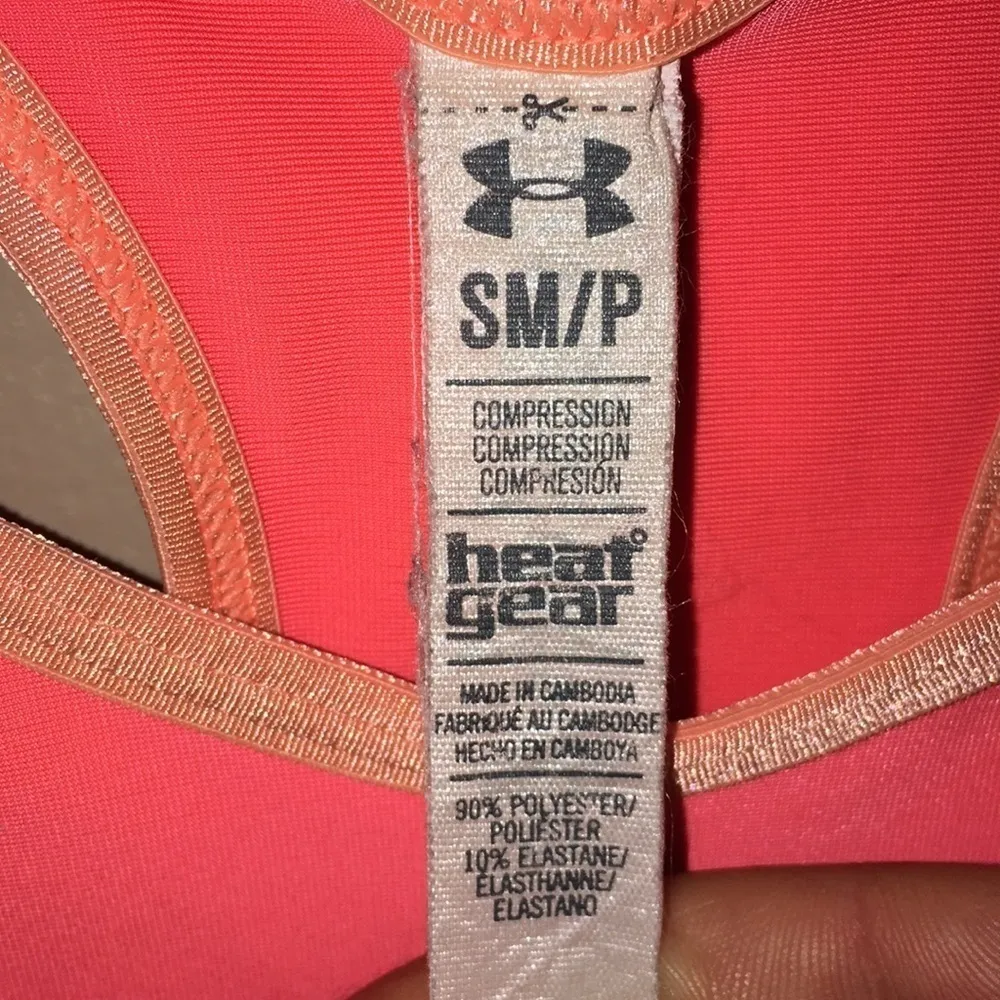 SM/P
COMPRESSION
COMPRESSION
COMPRESIÓN
heat
gear
MADE IN CAMBODIA
FABRIQUÉ AU CAMBODGE
HECHO EN CAMBOYA
90% POLYESTER/
POLIÉSTER
10% ELASTANE/
ÉLASTHANNE/
ELASTANO